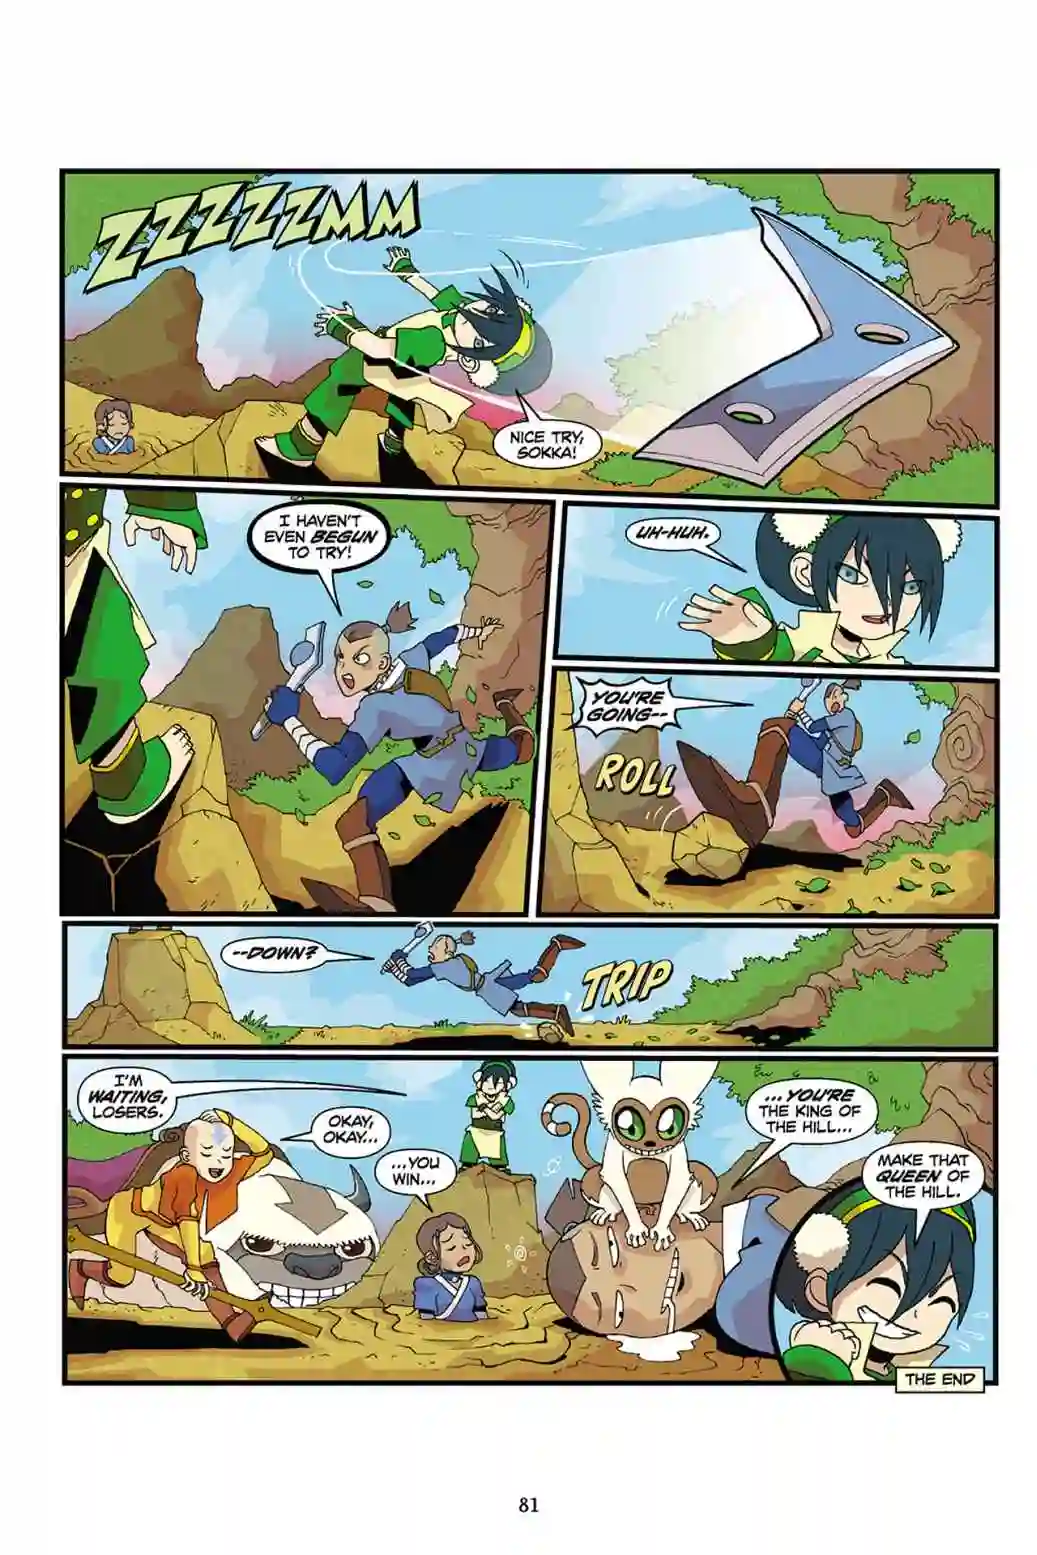 ZZZZZMM
NICE TRY,
SOKKA!
I HAVEN'T
EVEN BEGUN
TO TRY!
UH-HUH.
YOU'RE
GOING--
ROLL
--DOWN?
TRIP
I'M
WAITING,
LOSERS.
OKAY,
OKAY...
...YOU
WIN...
...YOU'RE
THE KING OF
THE HILL...
MAKE THAT
QUEEN OF
THE HILL.
THE END
81